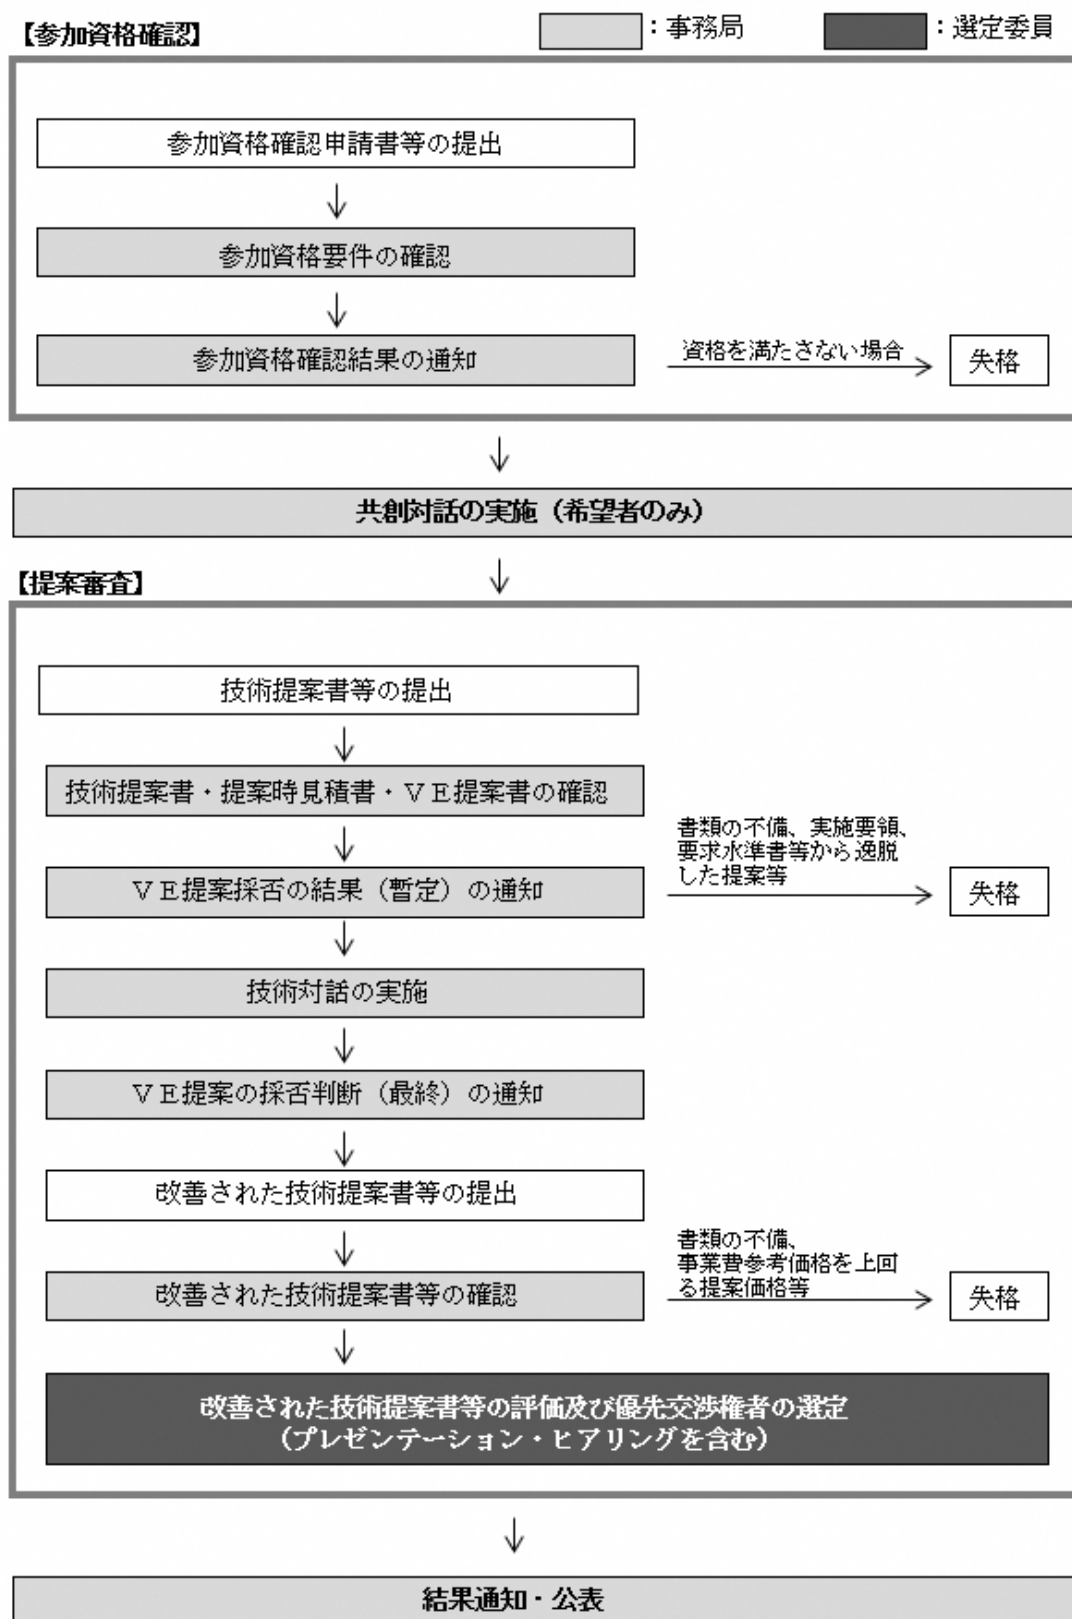 【参加資格確認】
：事務局
：選定委員
参加資格確認申請書等の提出
↓
参加資格要件の確認
↓
参加資格確認結果の通知
資格を満たさない場合
失格
↓
共創対話の実施（希望者のみ）
↓
【提案審査】
技術提案書等の提出
↓
技術提案書・提案時見積書・ＶＥ提案書の確認
↓
書類の不備、実施要領、
要求水準書等から逸脱
した提案等
ＶＥ提案採否の結果（暫定）の通知
失格
↓
技術対話の実施
↓
ＶＥ提案の採否判断（最終）の通知
↓
改善された技術提案書等の提出
↓
書類の不備、
事業費参考価格を上回
る提案価格等
改善された技術提案書等の確認
失格
↓
改善された技術提案書等の評価及び優先交渉権者の選定
（プレゼンテーション・ヒアリングを含む）
↓
結果通知・公表